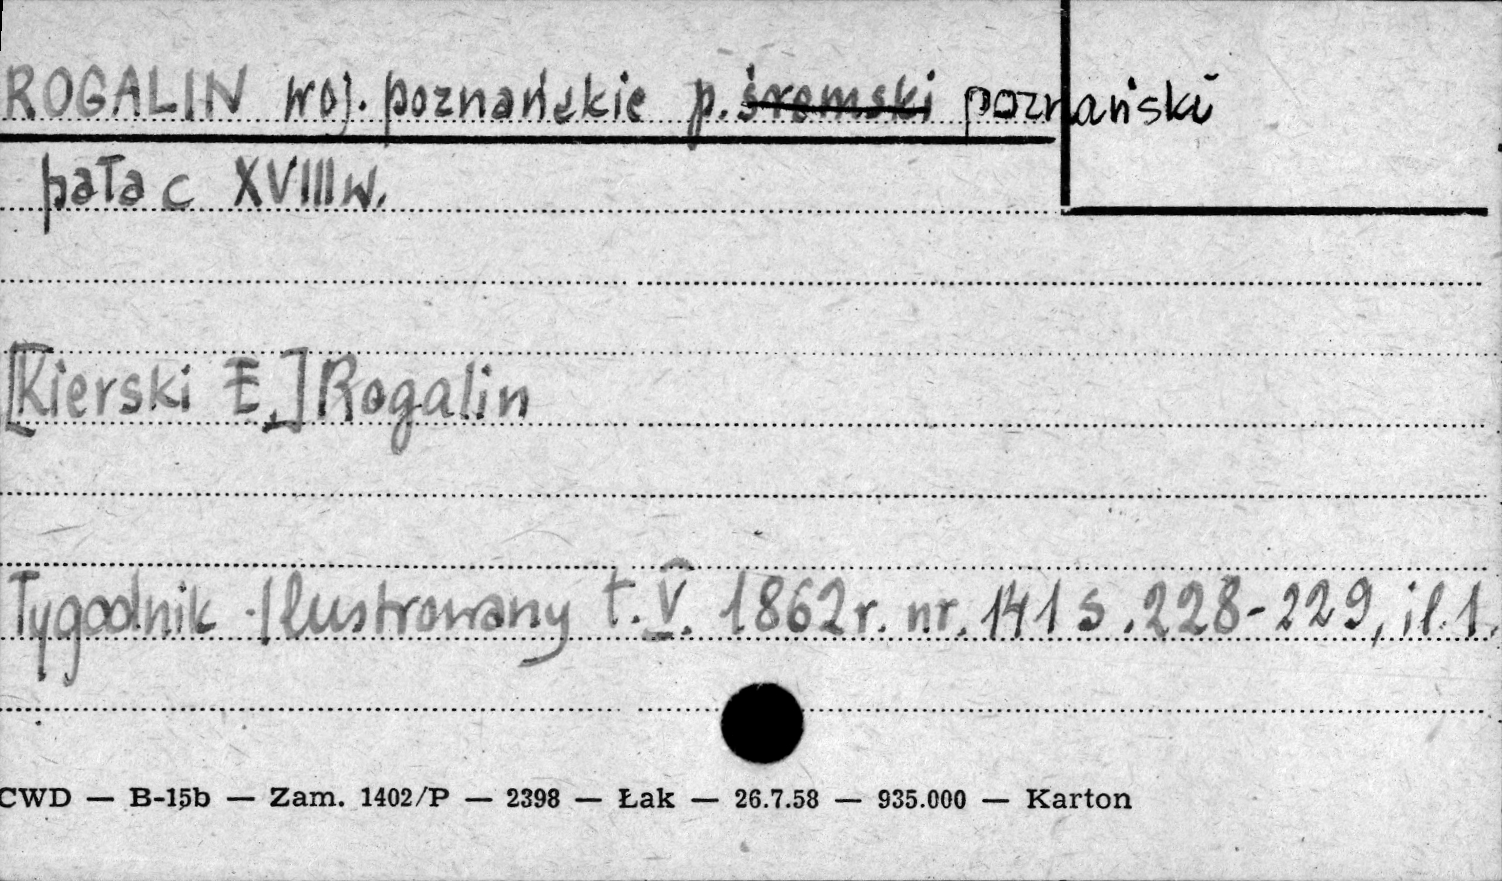 ROGALIN woj. poznańskie p. śremski poznański
pałac XVIII w.
[Kierski E.] Rogalin
Tygodnik Ilustrowany t. V. 1862 r. nr. 141 s. 228-229, il. 1.
CWD — B-15b — Zam. 1402/P — 2398 — Łak — 26.7.58 — 935.000 — Karton